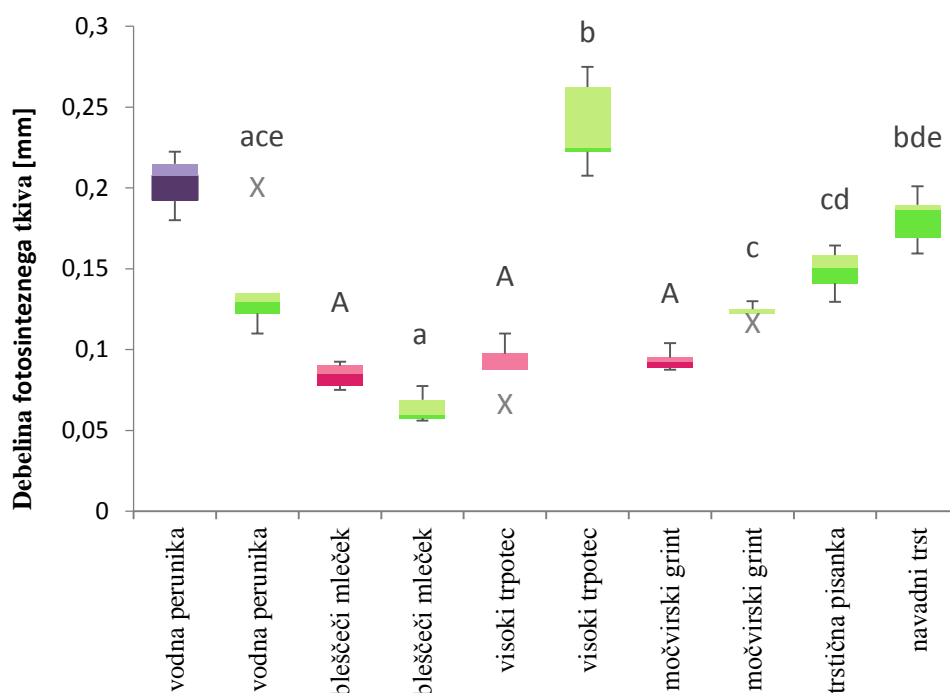 Debelina fotosinteznega tkiva [mm]
0,3
0,25
0,2
0,15
0,1
0,05
0
ace
X
A
a
A
X
b
A
c
X
cd
bde
vodna perunika
vodna perunika
bleščeči mleček
bleščeči mleček
visoki trpotec
visoki trpotec
močvirski grint
močvirski grint
trstična pisanka
navadni trst